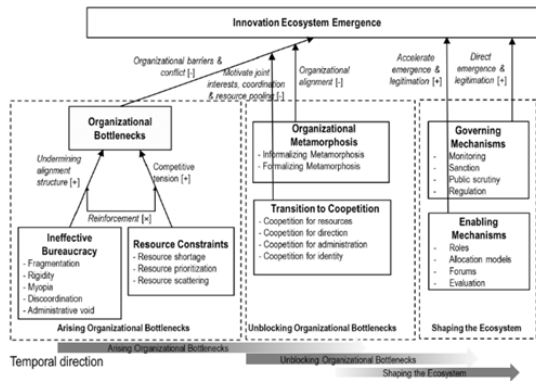 Innovation Ecosystem Emergence
Organizational barriers &
conflict [-]
Motivate joint
interests, coordination
& resource pooling [-]
Organizational
alignment [-]
Accelerate
emergence &
legitimation [+]
Direct
emergence &
legitimation [+]
Organizational
Bottlenecks
Undermining
alignment
structure [+]
Competitive
tension [+]
Reinforcement [×]
Ineffective
Bureaucracy
- Fragmentation
- Rigidity
- Myopia
- Discoordination
- Administrative void
Resource Constraints
- Resource shortage
- Resource prioritization
- Resource scattering
Arising Organizational Bottlenecks
Organizational
Metamorphosis
- Informalizing Metamorphosis
- Formalizing Metamorphosis
Transition to Coopetition
- Coopetition for resources
- Coopetition for direction
- Coopetition for administration
- Coopetition for identity
Unblocking Organizational Bottlenecks
Governing
Mechanisms
- Monitoring
- Sanction
- Public scrutiny
- Regulation
Enabling
Mechanisms
- Roles
- Allocation models
- Forums
- Evaluation
Shaping the Ecosystem
Temporal direction
Arising Organizational Bottlenecks
Unblocking Organizational Bottlenecks
Shaping the Ecosystem